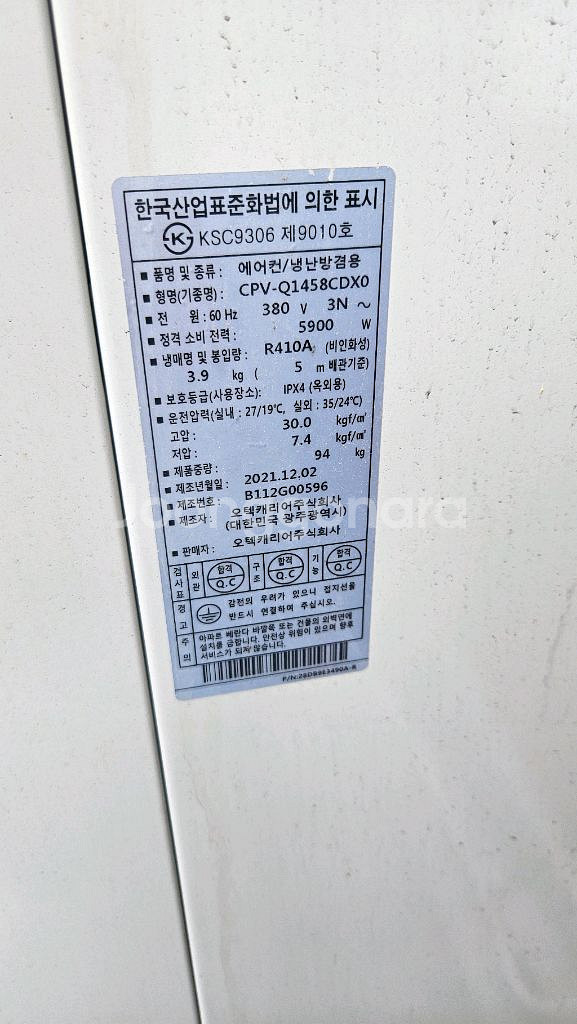 한국산업표준화법에 의한 표시
KSC9306 제9010호
▪ 품명 및 종류 : 에어컨/냉난방겸용
▪ 형명(기종명) : CPV-Q1458CDX0
▪ 전 원 : 60 Hz 380 V 3N ~
▪ 정격 소비 전력 : 5900 W
▪ 냉매명 및 봉입량 : R410A (비인화성)
3.9 kg ( 5 m 배관기준)
▪ 보호등급(사용장소) : IPX4 (옥외용)
▪ 운전압력(실내 : 27/19℃, 실외 : 35/24℃)
고압 : 30.0 kgf/㎠
저압 : 7.4 kgf/㎠
▪ 제품중량 : 94 kg
▪ 제조년월일 : 2021.12.02
▪ 제조번호 : B112G00596
▪ 제조자 : 오텍캐리어주식회사
(대한민국 광주광역시)
▪ 판매자 : 오텍캐리어주식회사
검사표 외관 합격 Q.C 구조 합격 Q.C 기능 합격 Q.C
경고 감전의 우려가 있으니 접지선을
반드시 연결하여 주십시오.
주의 아파트 베란다 바깥쪽 또는 건물의 외벽면에
설치를 금합니다. 안전상 위험이 있으며 향후
서비스가 되지 않습니다.
P/N:28DB9E3490A-R